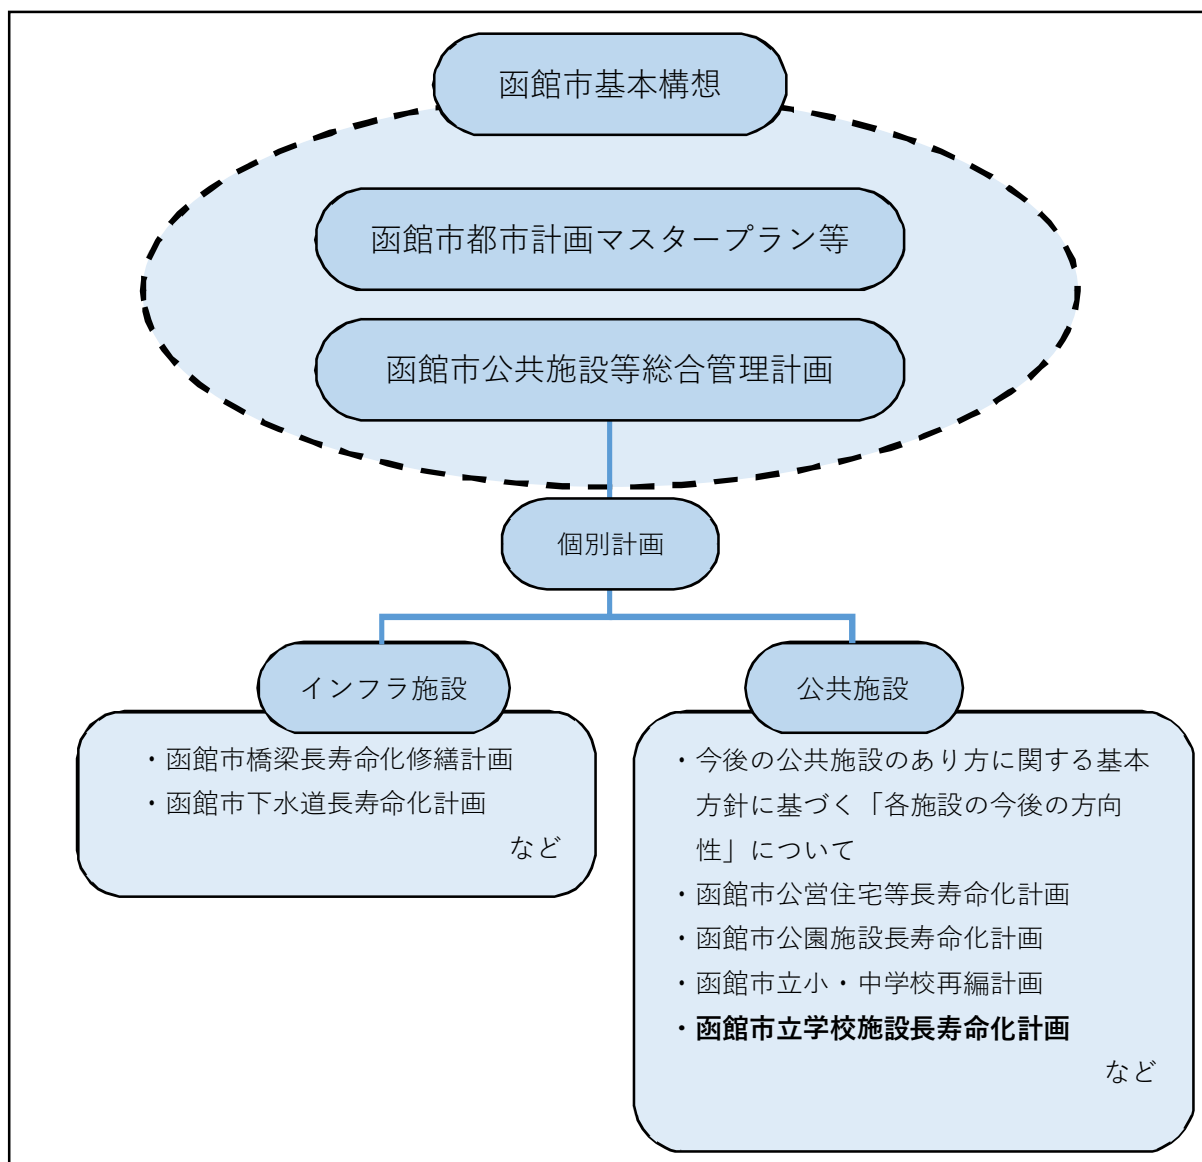 函館市基本構想
函館市都市計画マスタープラン等
函館市公共施設等総合管理計画
個別計画
インフラ施設
・函館市橋梁長寿命化修繕計画
・函館市下水道長寿命化計画
など
公共施設
・今後の公共施設のあり方に関する基本
方針に基づく「各施設の今後の方向
性」について
・函館市公営住宅等長寿命化計画
・函館市公園施設長寿命化計画
・函館市立小・中学校再編計画
・函館市立学校施設長寿命化計画
など